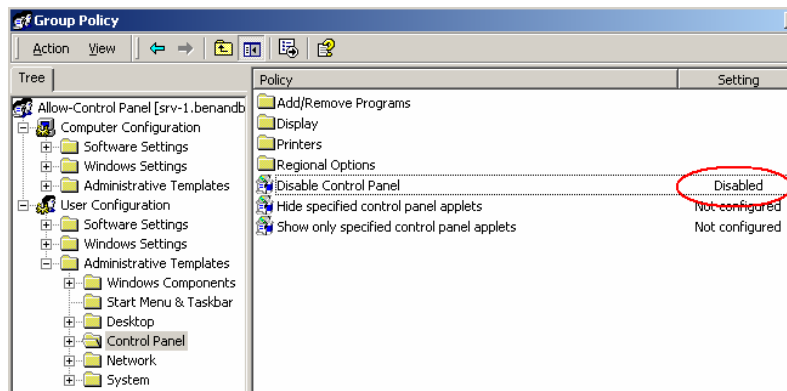 Group Policy
Action View
Tree
Allow-Control Panel [srv-1.benandb
Computer Configuration
Software Settings
Windows Settings
Administrative Templates
User Configuration
Software Settings
Windows Settings
Administrative Templates
Windows Components
Start Menu & Taskbar
Desktop
Control Panel
Network
System
Policy Setting
Add/Remove Programs
Display
Printers
Regional Options
Disable Control Panel Disabled
Hide specified control panel applets Not configured
Show only specified control panel applets Not configured